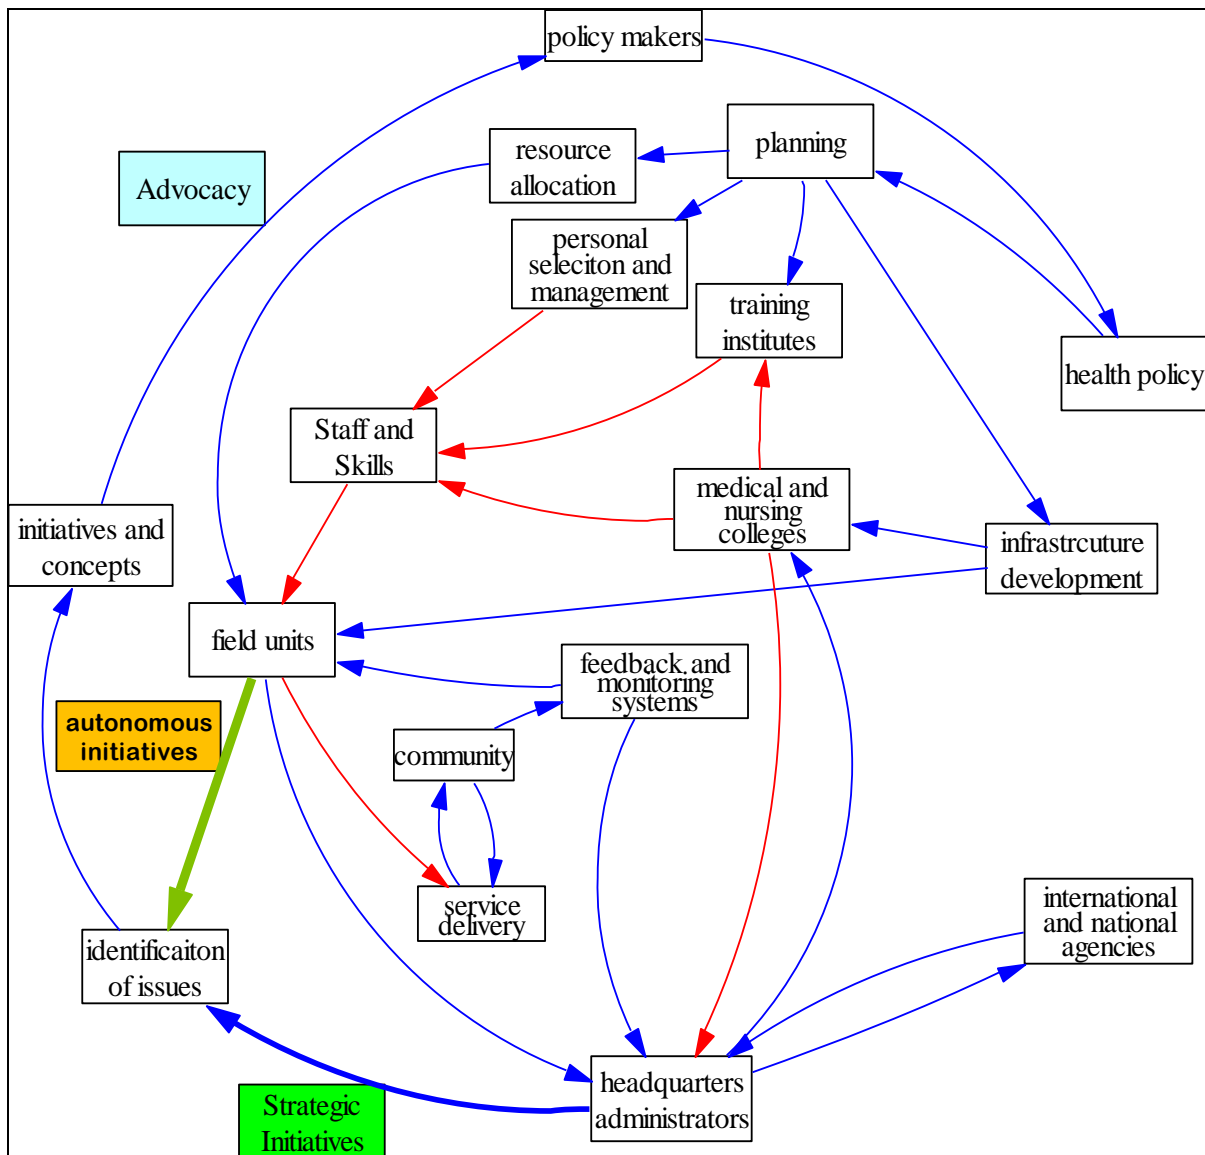 policy makers
planning
resource
allocation
Advocacy
personal
seleciton and
management
training
institutes
health policy
Staff and
Skills
medical and
nursing
colleges
initiatives and
concepts
infrastrcuture
development
field units
feedback and
monitoring
systems
autonomous
initiatives
community
service
delivery
international
and national
agencies
identificaiton
of issues
headquarters
administrators
Strategic
Initiatives